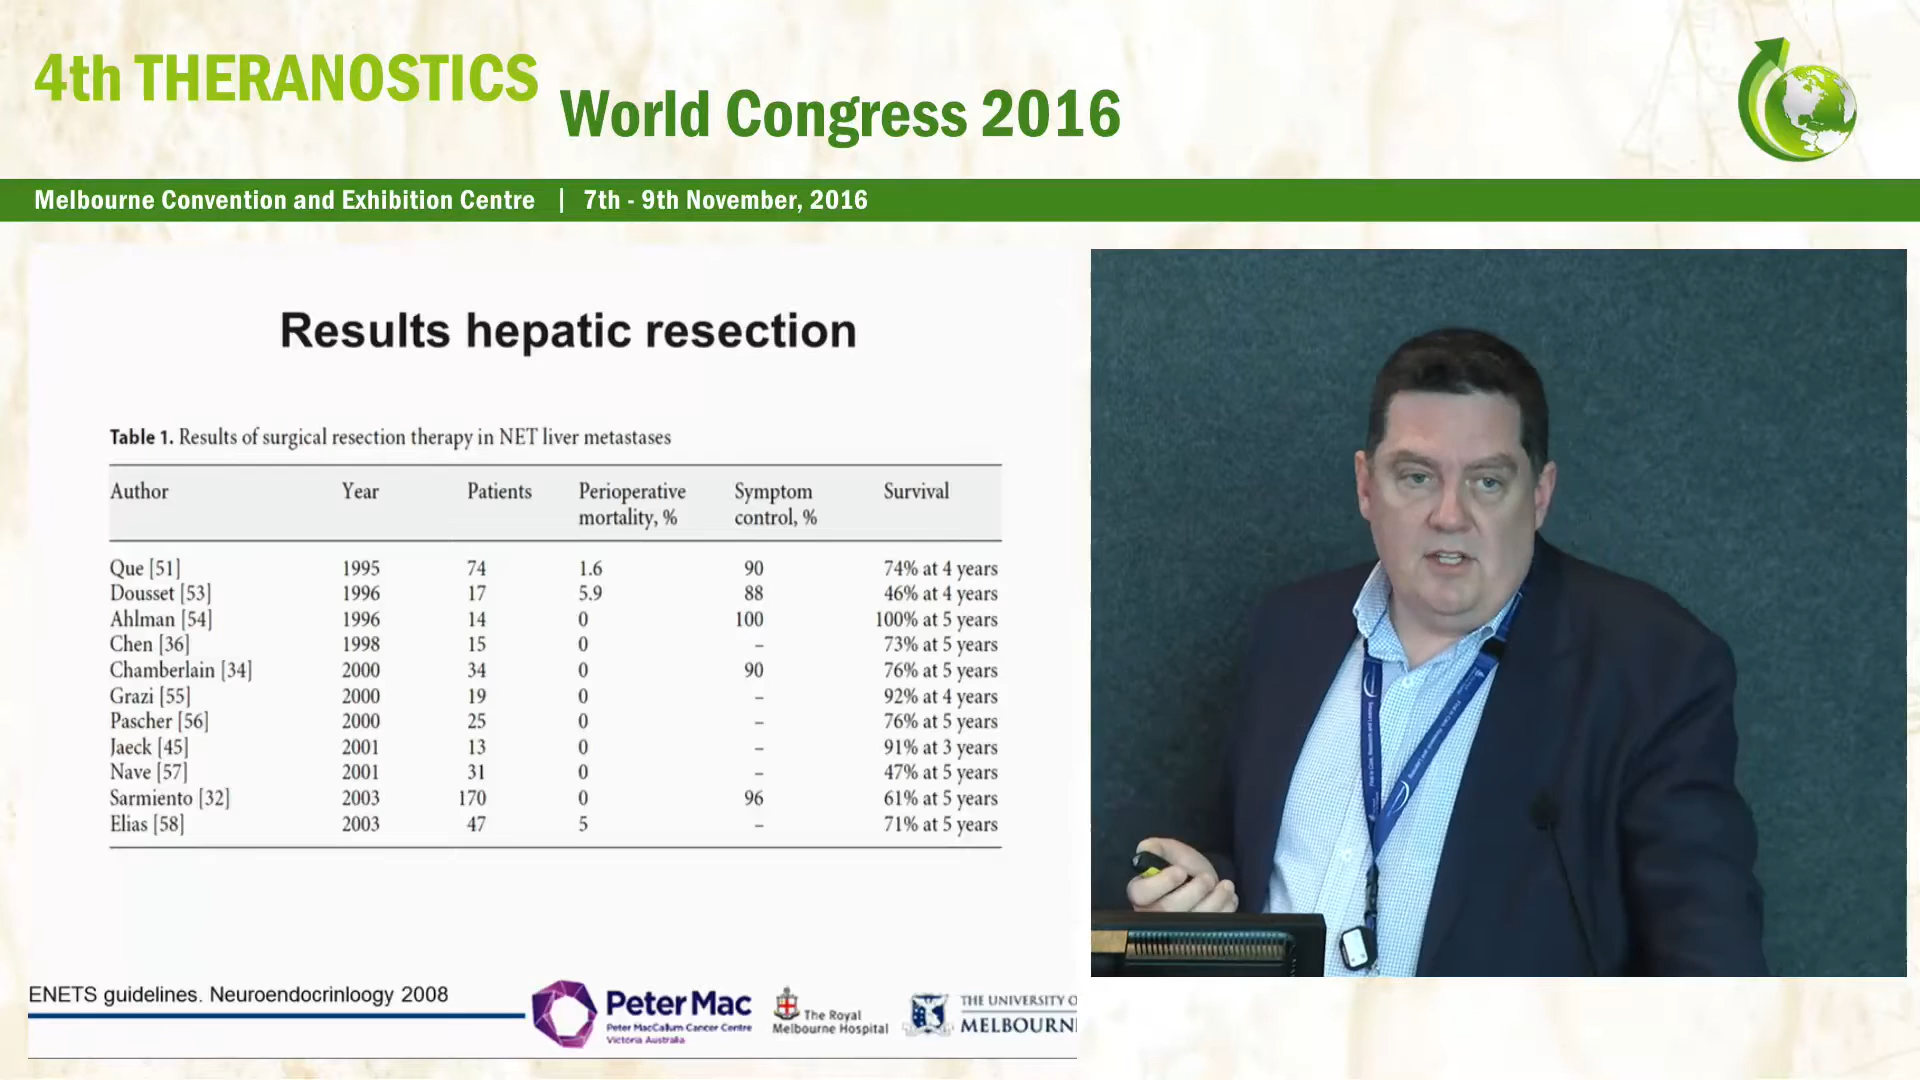 4th THERANOSTICS
World Congress 2016
Melbourne Convention and Exhibition Centre | 7th - 9th November, 2016
Results hepatic resection
Table 1. Results of surgical resection therapy in NET liver metastases
Author Year Patients Perioperative mortality, % Symptom control, % Survival
Que [51] 1995 74 1.6 90 74% at 4 years
Dousset [53] 1996 17 5.9 88 46% at 4 years
Ahlman [54] 1996 14 0 100 100% at 5 years
Chen [36] 1998 15 0 – 73% at 5 years
Chamberlain [34] 2000 34 0 90 76% at 5 years
Grazi [55] 2000 19 0 – 92% at 4 years
Pascher [56] 2000 25 0 – 76% at 5 years
Jaeck [45] 2001 13 0 – 91% at 3 years
Nave [57] 2001 31 0 – 47% at 5 years
Sarmiento [32] 2003 170 0 96 61% at 5 years
Elias [58] 2003 47 5 – 71% at 5 years
ENETS guidelines. Neuroendocrinloogy 2008
Peter Mac
Peter MacCallum Cancer Centre
Victoria Australia
The Royal
Melbourne Hospital
THE UNIVERSITY O
MELBOURN